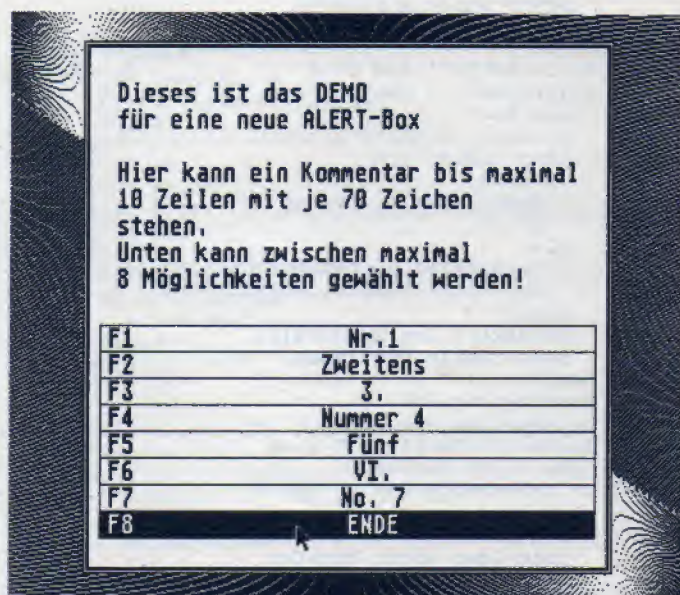 Dieses ist das DEMO
für eine neue ALERT-Box
Hier kann ein Kommentar bis maximal
10 Zeilen mit je 70 Zeichen
stehen.
Unten kann zwischen maximal
8 Möglichkeiten gewählt werden!
F1 Nr.1
F2 Zweitens
F3 3.
F4 Nummer 4
F5 Fünf
F6 VI.
F7 No. 7
F8 ENDE